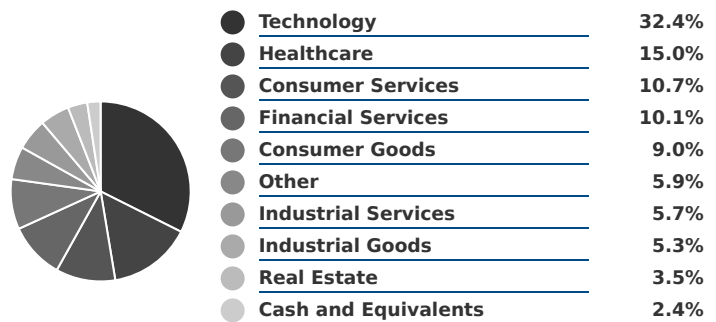 Technology 32.4%
Healthcare 15.0%
Consumer Services 10.7%
Financial Services 10.1%
Consumer Goods 9.0%
Other 5.9%
Industrial Services 5.7%
Industrial Goods 5.3%
Real Estate 3.5%
Cash and Equivalents 2.4%